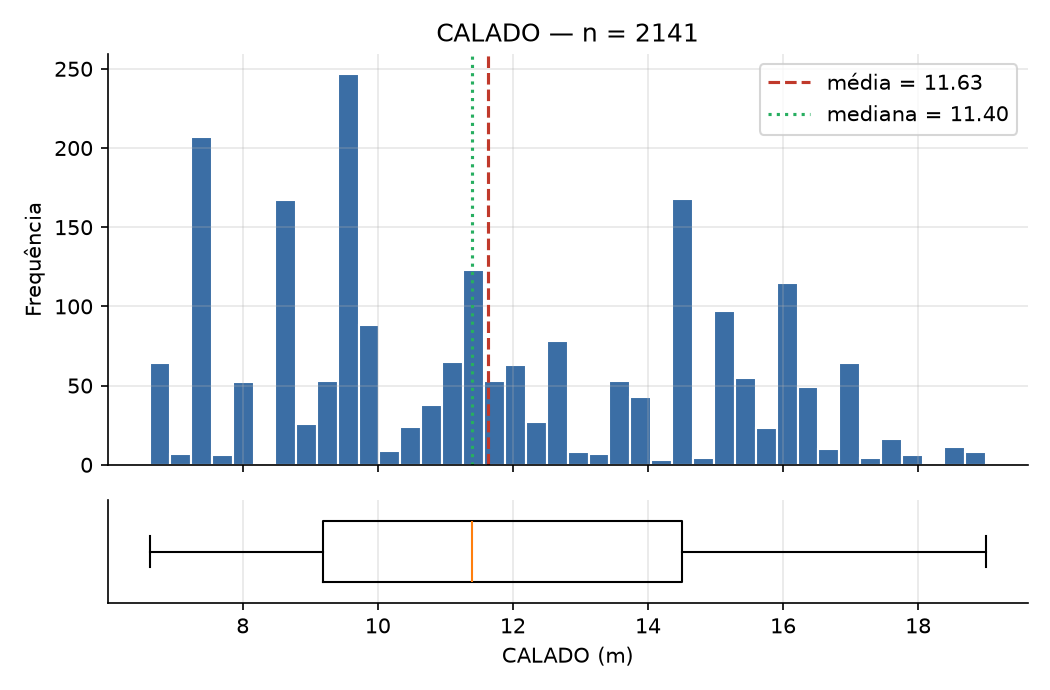 CALADO — n = 2141
250
200
150
100
50
0
Frequência
média = 11.63
mediana = 11.40
8 10 12 14 16 18
CALADO (m)